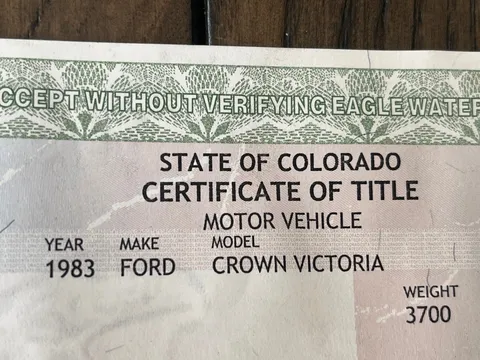 ACCEPT WITHOUT VERIFYING EAGLE WATER
STATE OF COLORADO
CERTIFICATE OF TITLE
MOTOR VEHICLE
YEAR MAKE MODEL
1983 FORD CROWN VICTORIA
WEIGHT
3700